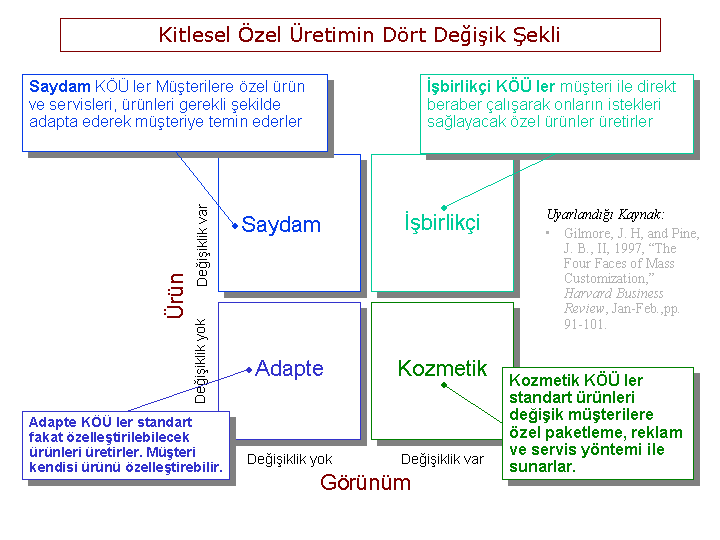 Kitlesel Özel Üretimin Dört Değişik Şekli
Saydam KÖÜ ler Müşterilere özel ürün
ve servisleri, ürünleri gerekli şekilde
adapta ederek müşteriye temin ederler
İşbirlikçi KÖÜ ler müşteri ile direkt
beraber çalışarak onların istekleri
sağlayacak özel ürünler üretirler
Ürün
Değişiklik var
Saydam
İşbirlikçi
Uyarlandığı Kaynak:
• Gilmore, J. H, and Pine,
J. B., II, 1997, “The
Four Faces of Mass
Customization,”
Harvard Business
Review, Jan-Feb.,pp.
91-101.
Değişiklik yok
Adapte
Kozmetik
Adapte KÖÜ ler standart
fakat özelleştirilebilecek
ürünleri üretirler. Müşteri
kendisi ürünü özelleştirebilir.
Kozmetik KÖÜ ler
standart ürünleri
değişik müşterilere
özel paketleme, reklam
ve servis yöntemi ile
sunarlar.
Değişiklik yok
Değişiklik var
Görünüm